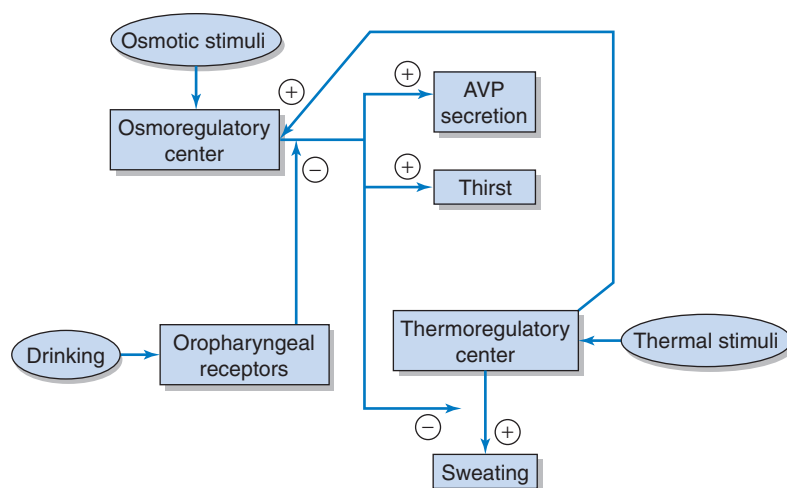 Osmotic stimuli
+
+
AVP
secretion
Osmoregulatory
center
−
+
Thirst
Drinking
Oropharyngeal
receptors
Thermoregulatory
center
Thermal stimuli
−
+
Sweating